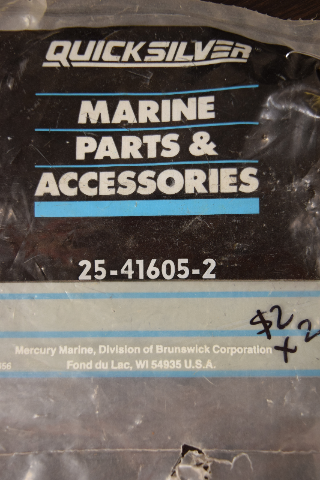 QUICKSILVER
MARINE
PARTS &
ACCESSORIES
25-41605-2
$2
x 2
Mercury Marine, Division of Brunswick Corporation
Fond du Lac, WI 54935 U.S.A.